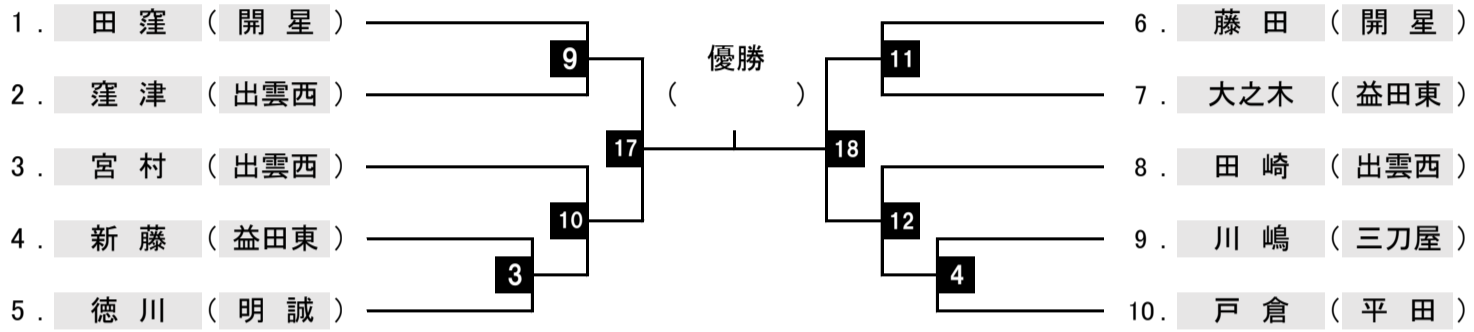 1. 田窪 (開星)
2. 窪津 (出雲西)
3. 宮村 (出雲西)
4. 新藤 (益田東)
5. 徳川 (明誠)
9
10
3
17
優勝
( )
18
11
12
4
6. 藤田 (開星)
7. 大之木 (益田東)
8. 田崎 (出雲西)
9. 川嶋 (三刀屋)
10. 戸倉 (平田)